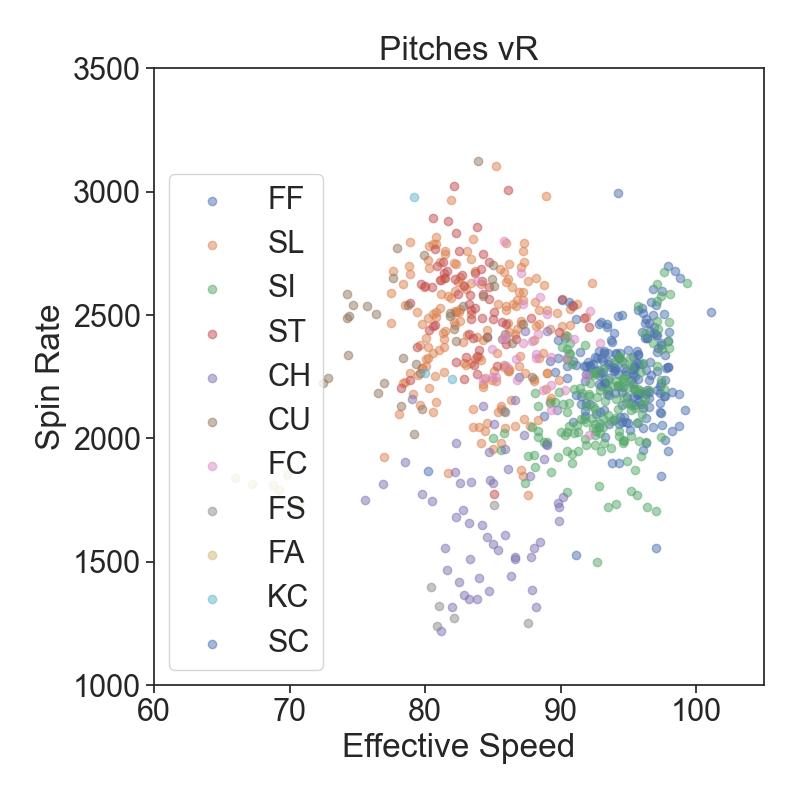 Pitches vR
3500
3000
2500
2000
1500
1000
Spin Rate
FF
SL
SI
ST
CH
CU
FC
FS
FA
KC
SC
60 70 80 90 100
Effective Speed